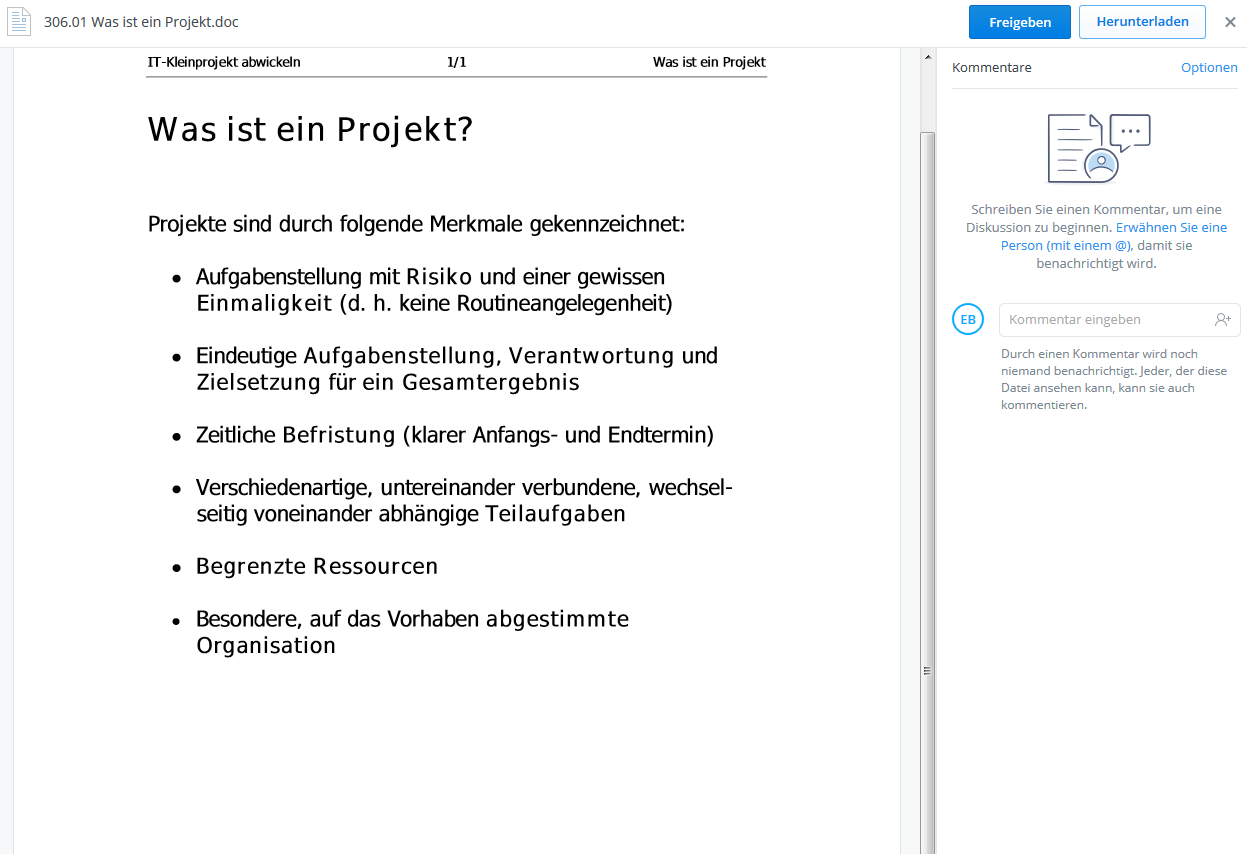 306.01 Was ist ein Projekt.doc
Freigeben
Herunterladen
IT-Kleinprojekt abwickeln 1/1 Was ist ein Projekt
Was ist ein Projekt?
Projekte sind durch folgende Merkmale gekennzeichnet:
• Aufgabenstellung mit Risiko und einer gewissen
Einmaligkeit (d. h. keine Routineangelegenheit)
• Eindeutige Aufgabenstellung, Verantwortung und
Zielsetzung für ein Gesamtergebnis
• Zeitliche Befristung (klarer Anfangs- und Endtermin)
• Verschiedenartige, untereinander verbundene, wechsel-
seitig voneinander abhängige Teilaufgaben
• Begrenzte Ressourcen
• Besondere, auf das Vorhaben abgestimmte
Organisation
Kommentare
Optionen
Schreiben Sie einen Kommentar, um eine
Diskussion zu beginnen. Erwähnen Sie eine
Person (mit einem @), damit sie
benachrichtigt wird.
EB
Kommentar eingeben
Durch einen Kommentar wird noch
niemand benachrichtigt. Jeder, der diese
Datei ansehen kann, kann sie auch
kommentieren.